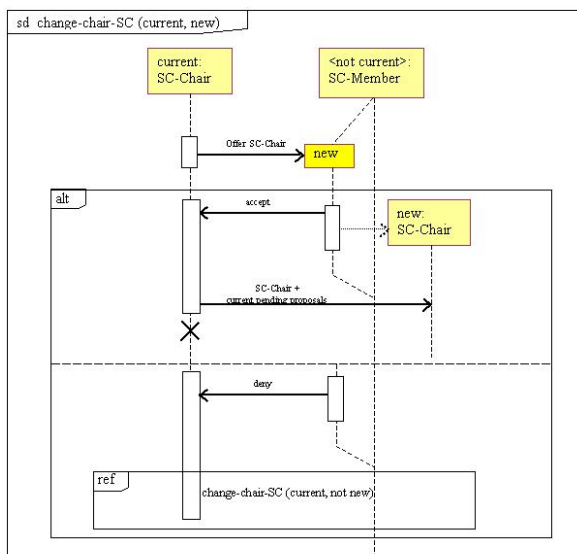 sd change-chair-SC (current, new)
current:
SC-Chair
<not current>:
SC-Member
Offer SC-Chair
new
alt
accept
new:
SC-Chair
SC-Chair +
current pending proposals
deny
ref
change-chair-SC (current, not new)